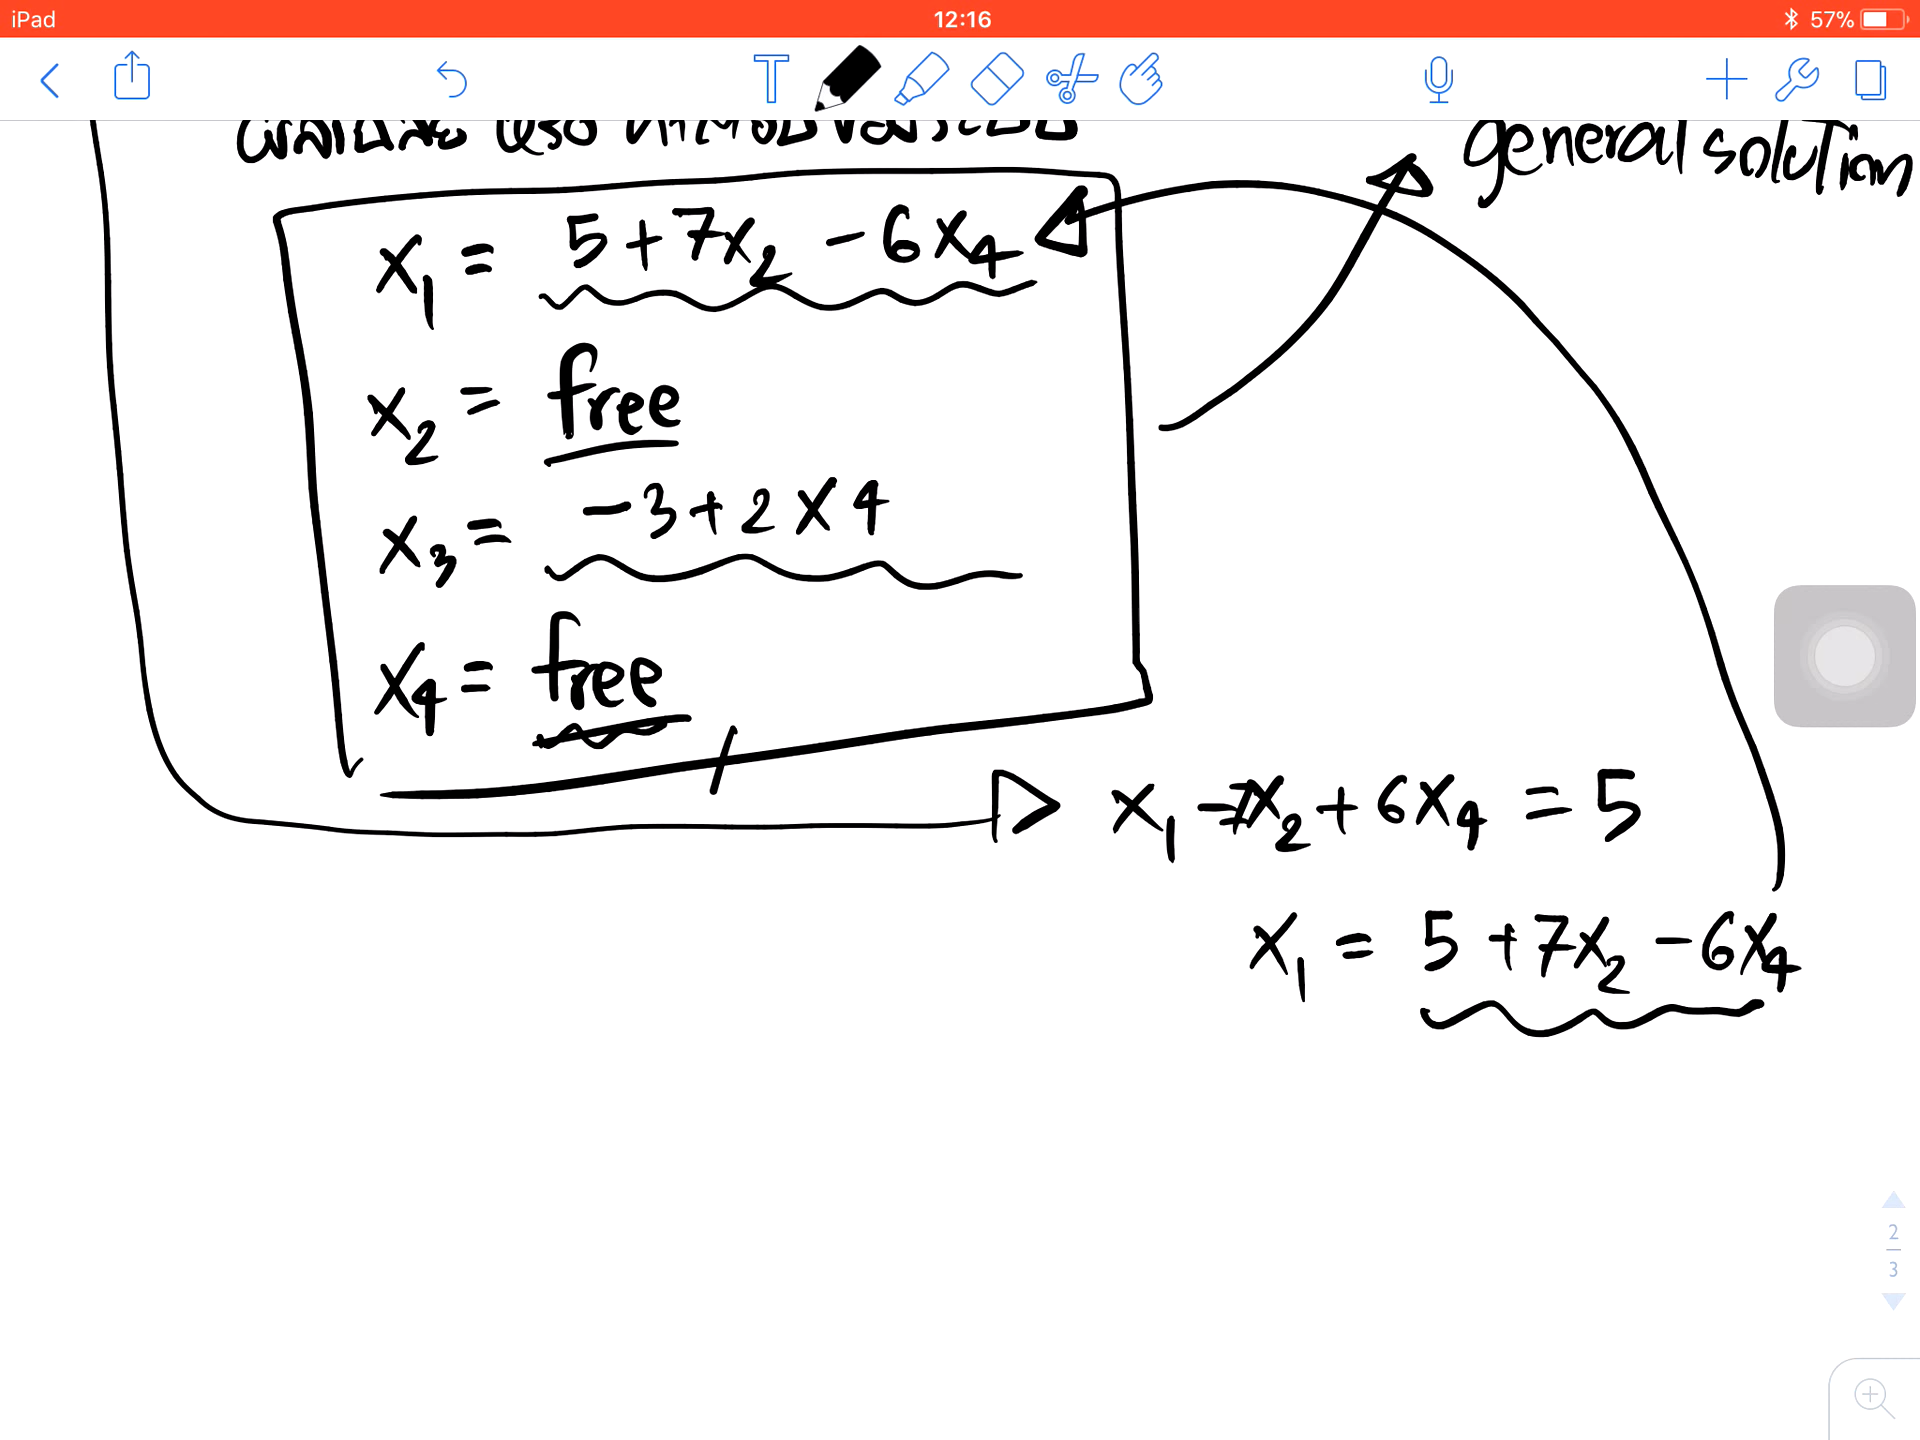 iPad 12:16 57%
T
general solution
x₁ = 5 + 7x₂ - 6x₄
x₂ = free
x₃ = -3 + 2x4
x₄ = free
x₁ - 7x₂ + 6x₄ = 5
x₁ = 5 + 7x₂ - 6x₄
2
3